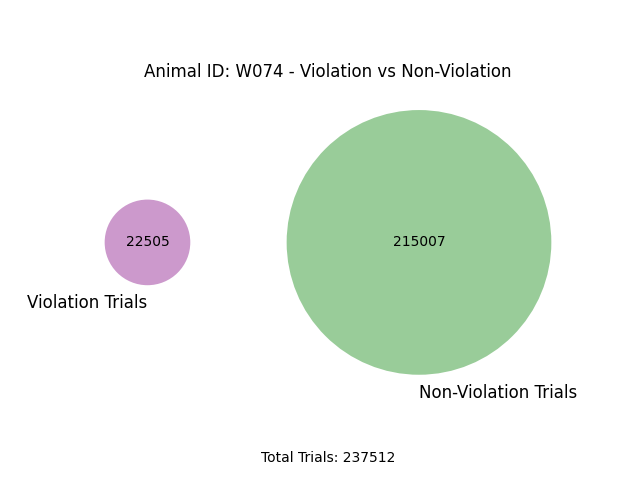 Animal ID: W074 - Violation vs Non-Violation
22505
215007
Violation Trials
Non-Violation Trials
Total Trials: 237512